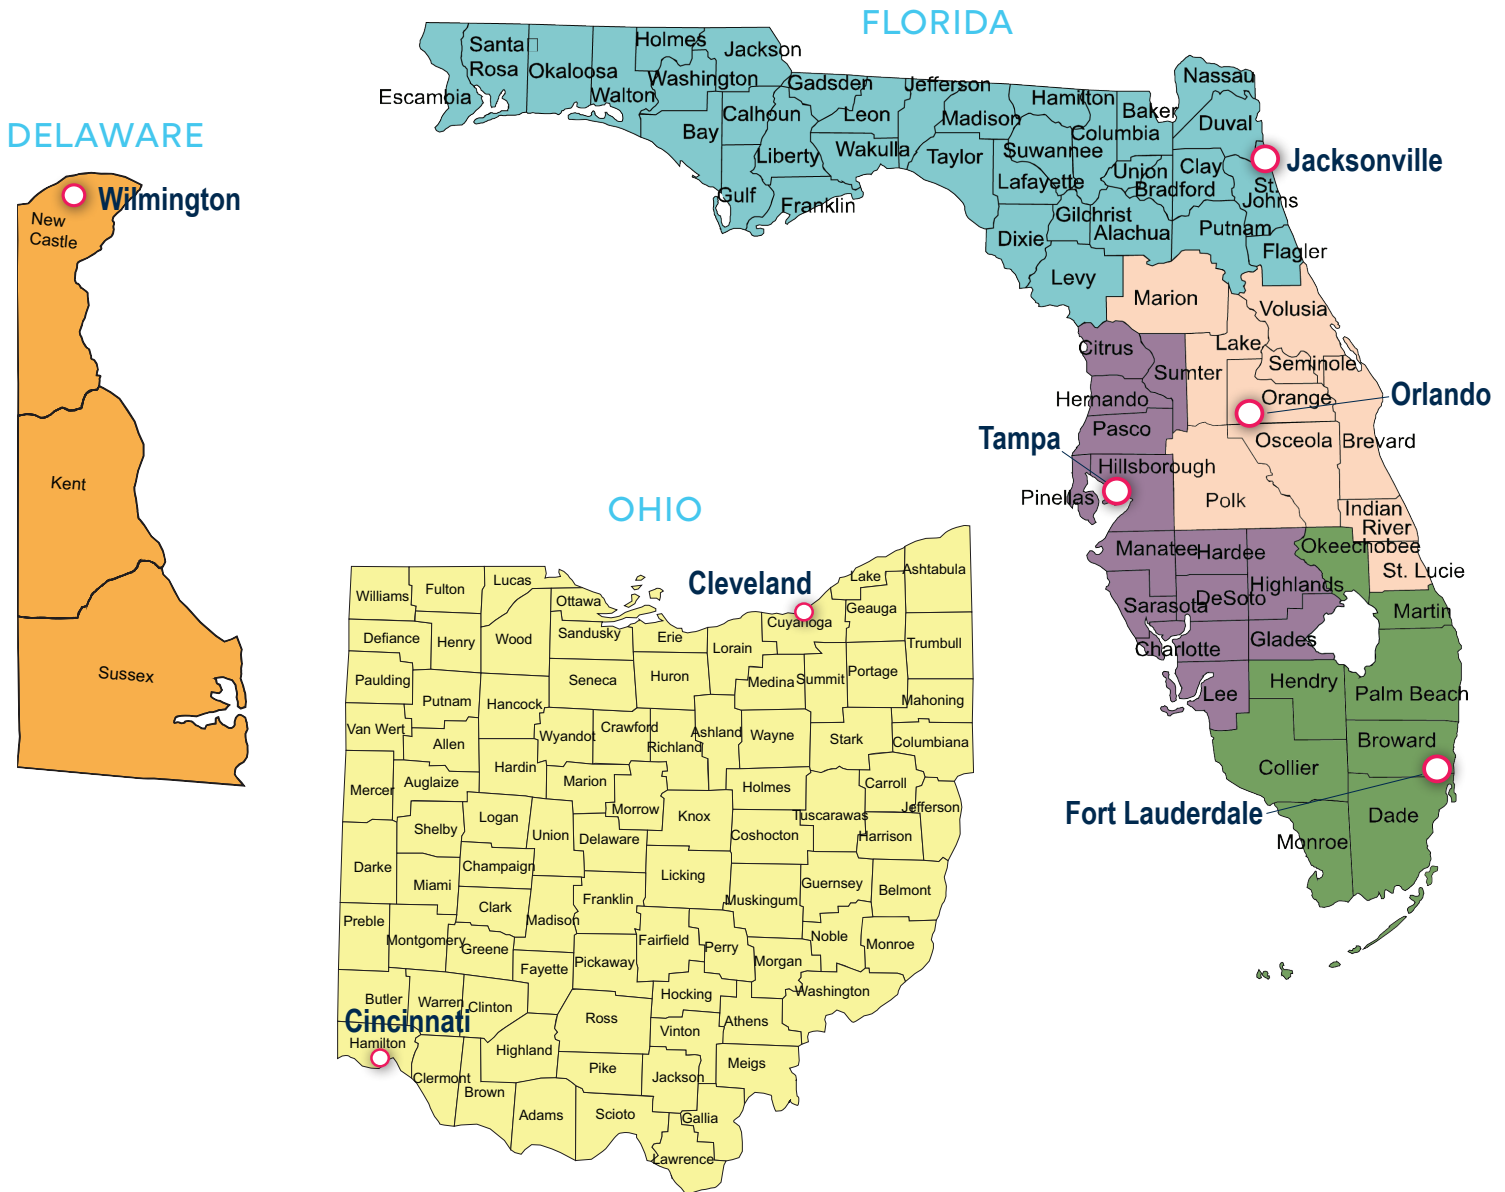 FLORIDA
Santa
Rosa
Okaloosa
Holmes
Jackson
Washington
Walton
Escambia
Gadsden
Jefferson
Hamilton
Nassau
Calhoun
Leon
Madison
Baker
Duval
Bay
Columbia
Liberty
Wakulla
Taylor
Suwannee
Union
Clay
Jacksonville
Lafayette
Bradford
St.
Johns
Gulf
Franklin
Gilchrist
Dixie
Alachua
Putnam
Flagler
Levy
Marion
Volusia
Citrus
Lake
Sumter
Seminole
Hernando
Orange
Orlando
Pasco
Tampa
Osceola
Brevard
Hillsborough
Pinellas
Polk
Indian
River
Manatee
Hardee
Okeechobee
St. Lucie
Highlands
DeSoto
Sarasota
Martin
Charlotte
Glades
Lee
Hendry
Palm Beach
Broward
Collier
Fort Lauderdale
Dade
Monroe
DELAWARE
Wilmington
New
Castle
Kent
Sussex
OHIO
Cleveland
Williams
Fulton
Lucas
Ottawa
Lake
Ashtabula
Geauga
Cuyahoga
Defiance
Henry
Wood
Sandusky
Erie
Lorain
Trumbull
Paulding
Putnam
Hancock
Seneca
Huron
Medina
Summit
Portage
Mahoning
Van Wert
Allen
Wyandot
Crawford
Richland
Ashland
Wayne
Stark
Columbiana
Mercer
Auglaize
Hardin
Marion
Morrow
Holmes
Carroll
Jefferson
Shelby
Logan
Union
Delaware
Knox
Coshocton
Tuscarawas
Harrison
Darke
Miami
Champaign
Clark
Madison
Franklin
Licking
Muskingum
Guernsey
Belmont
Preble
Montgomery
Greene
Fayette
Pickaway
Fairfield
Perry
Morgan
Noble
Monroe
Butler
Warren
Clinton
Ross
Hocking
Athens
Washington
Cincinnati
Hamilton
Clermont
Brown
Highland
Pike
Vinton
Jackson
Meigs
Adams
Scioto
Gallia
Lawrence